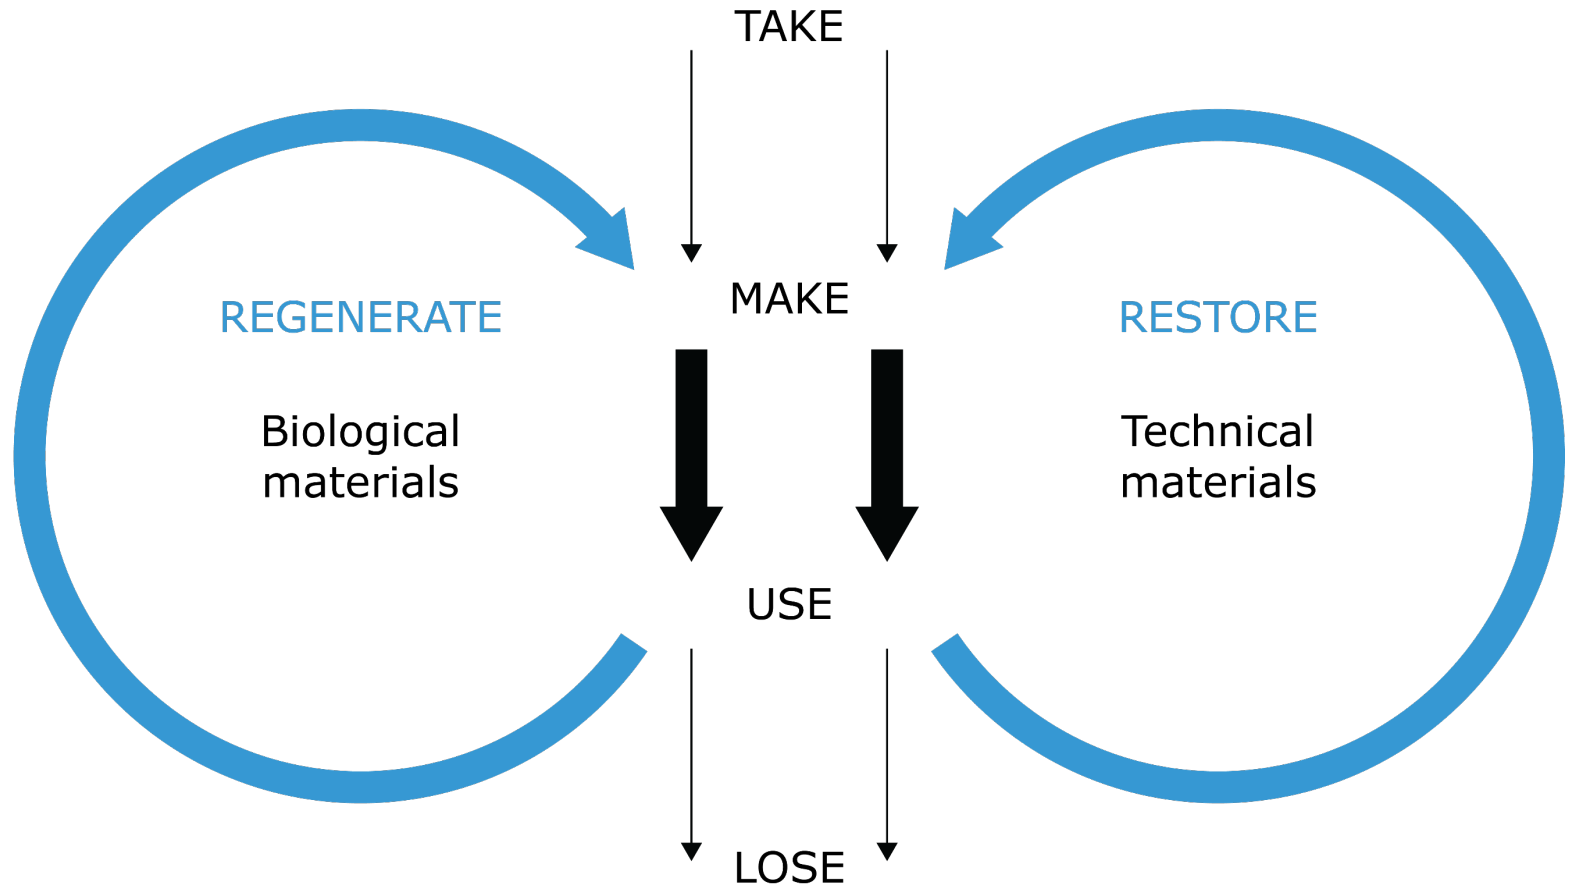 TAKE
MAKE
REGENERATE
RESTORE
Biological
materials
Technical
materials
USE
LOSE